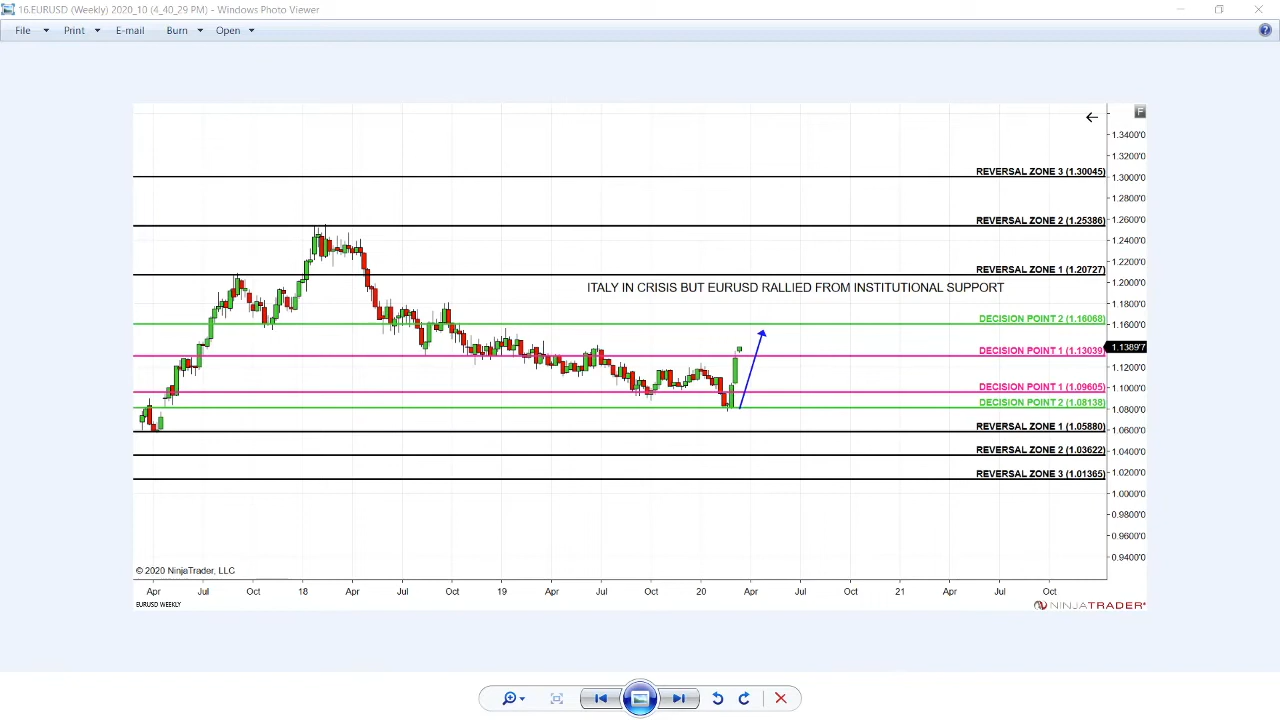 16.EURUSD (Weekly) 2020_10 (4_40_29 PM) - Windows Photo Viewer
File Print E-mail Burn Open
F
1.3400'0
1.3200'0
REVERSAL ZONE 3 (1.30045)
1.3000'0
1.2800'0
REVERSAL ZONE 2 (1.25386)
1.2600'0
1.2400'0
1.2200'0
REVERSAL ZONE 1 (1.20727)
1.2000'0
ITALY IN CRISIS BUT EURUSD RALLIED FROM INSTITUTIONAL SUPPORT
1.1800'0
DECISION POINT 2 (1.16068)
1.1600'0
1.1389'7
DECISION POINT 1 (1.13039)
1.1200'0
DECISION POINT 1 (1.09605)
1.1000'0
DECISION POINT 2 (1.08138)
1.0800'0
REVERSAL ZONE 1 (1.05880)
1.0600'0
REVERSAL ZONE 2 (1.03622)
1.0400'0
REVERSAL ZONE 3 (1.01365)
1.0200'0
1.0000'0
0.9800'0
0.9600'0
0.9400'0
© 2020 NinjaTrader, LLC
Apr Jul Oct 18 Apr Jul Oct 19 Apr Jul Oct 20 Apr Jul Oct 21 Apr Jul Oct
EURUSD WEEKLY
NINJATRADER